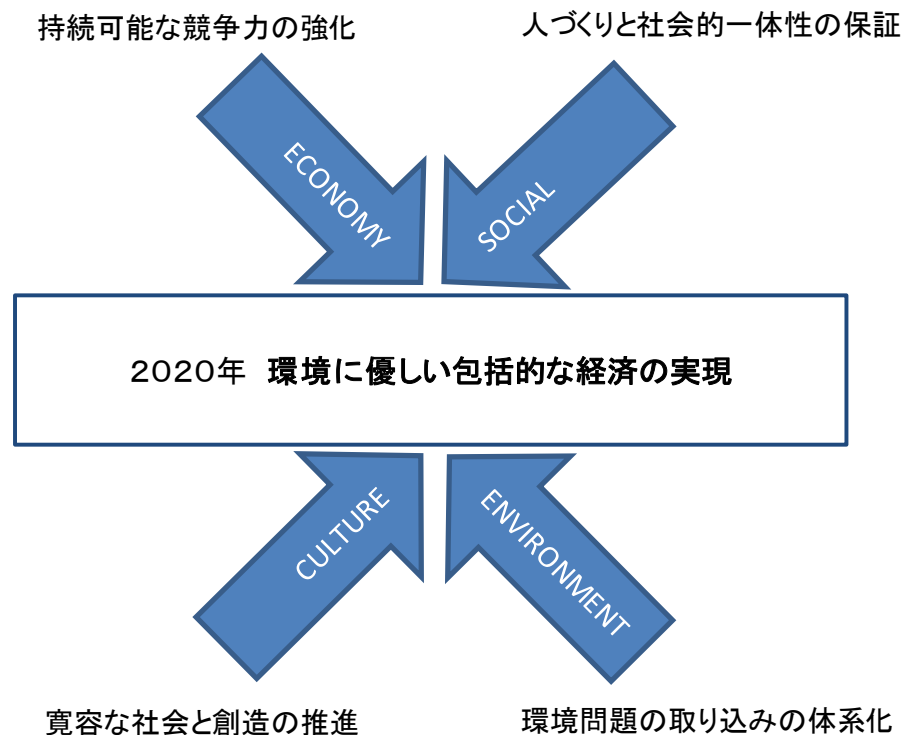 持続可能な競争力の強化
人づくりと社会的一体性の保証
ECONOMY
SOCIAL
2020年 環境に優しい包括的な経済の実現
CULTURE
ENVIRONMENT
寛容な社会と創造の推進
環境問題の取り込みの体系化